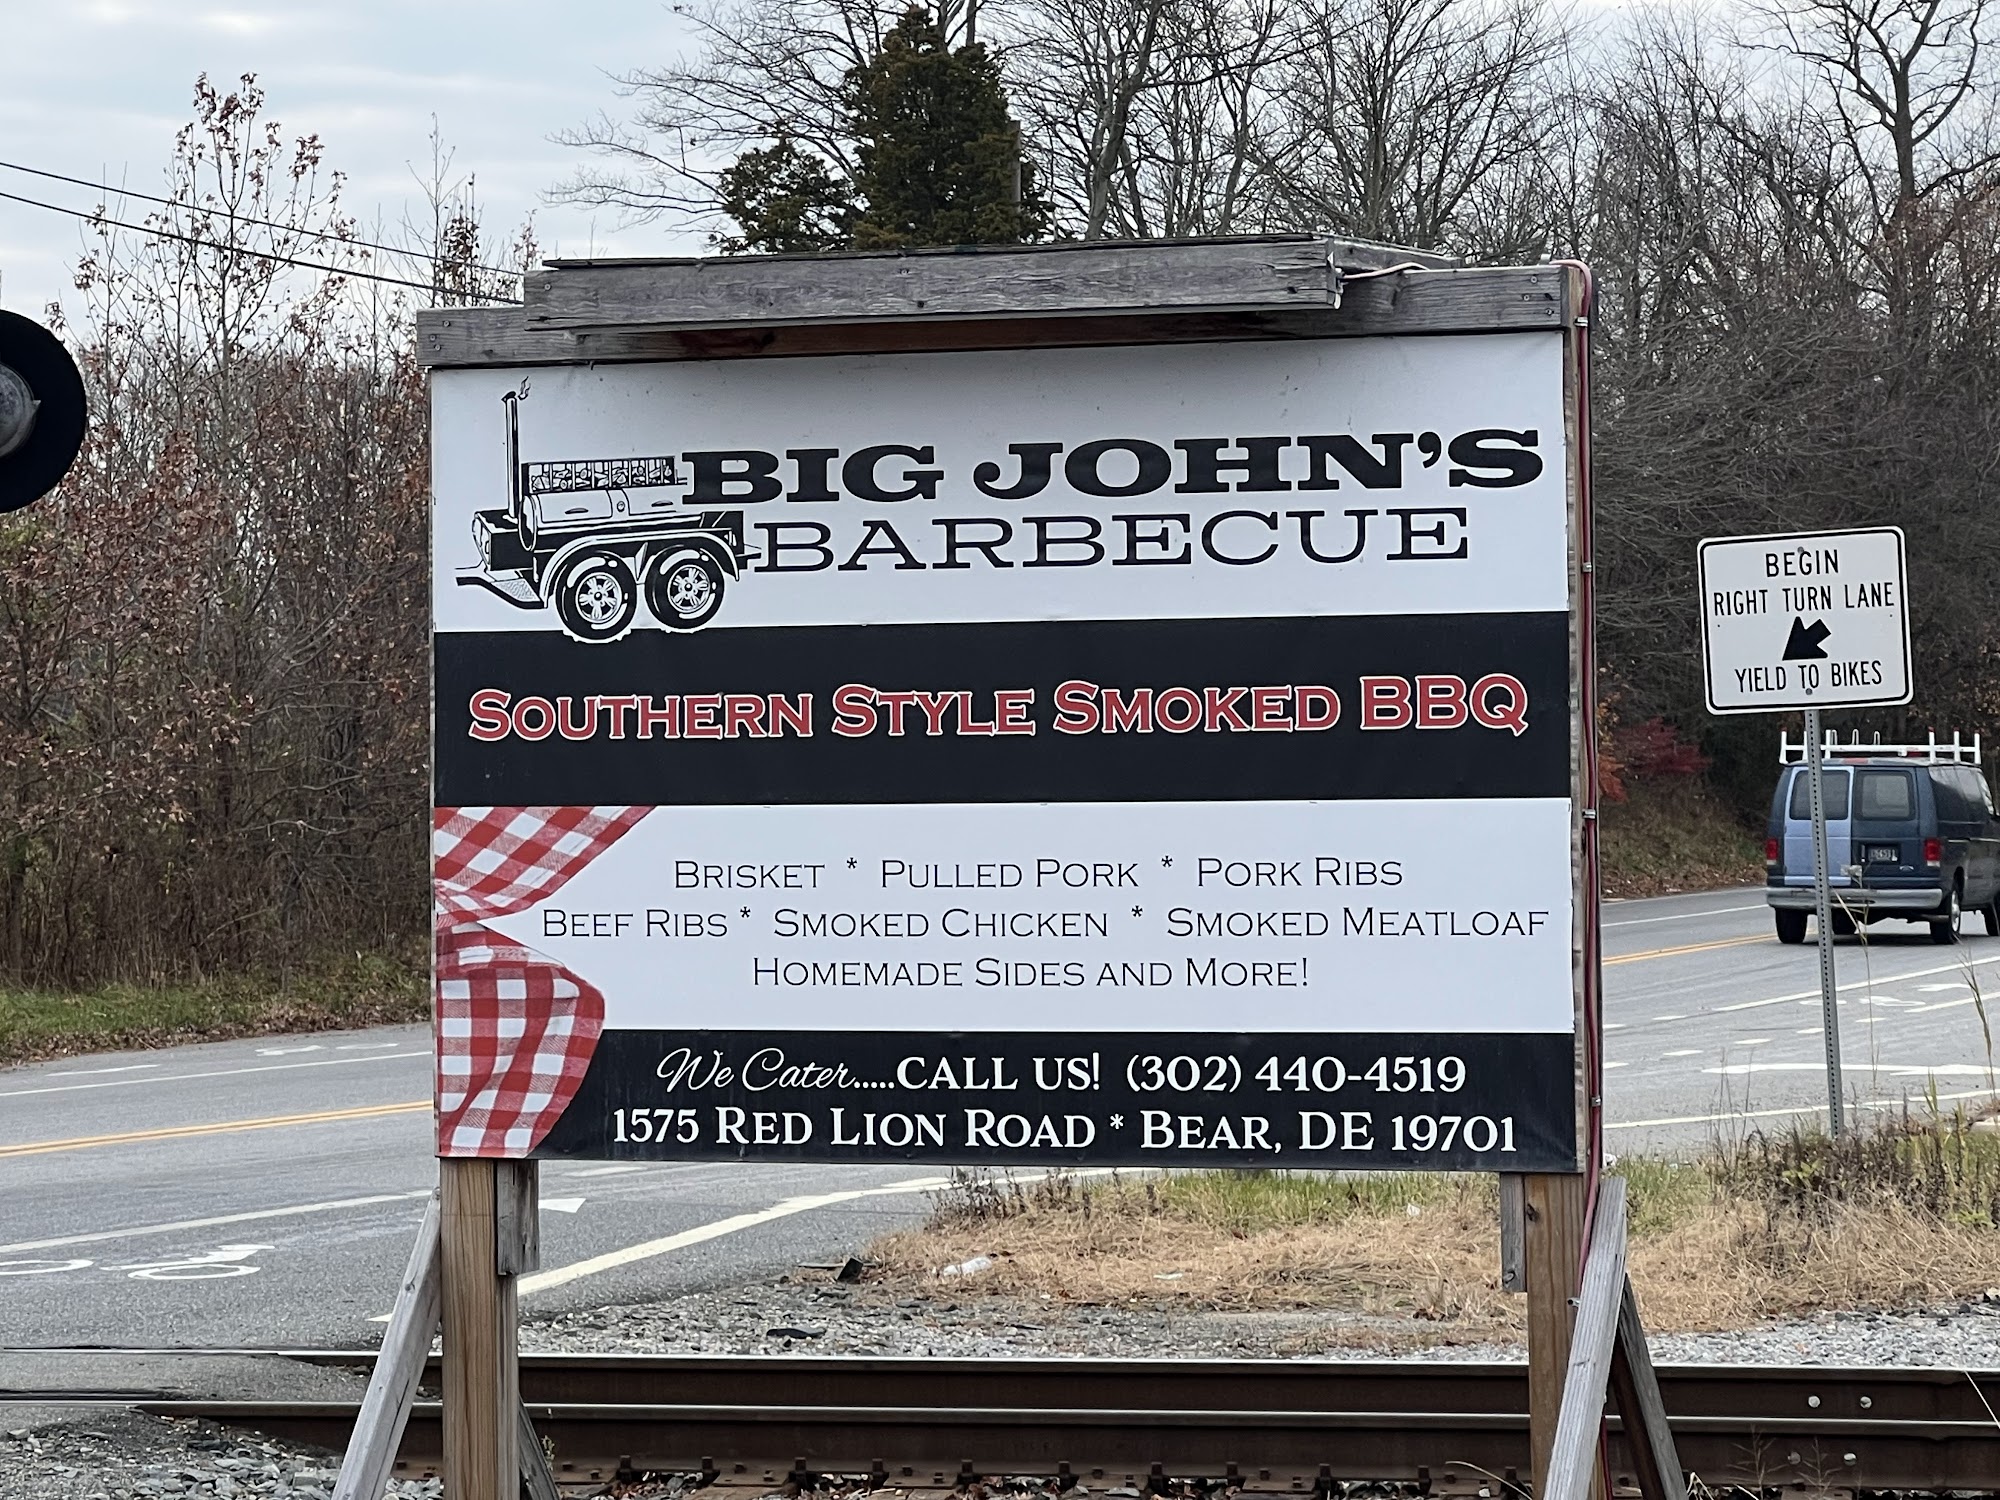 BIG JOHN'S
BARBECUE
SOUTHERN STYLE SMOKED BBQ
BRISKET * PULLED PORK * PORK RIBS
BEEF RIBS * SMOKED CHICKEN * SMOKED MEATLOAF
HOMEMADE SIDES AND MORE!
We Cater.....CALL US! (302) 440-4519
1575 RED LION ROAD * BEAR, DE 19701
BEGIN
RIGHT TURN LANE
YIELD TO BIKES